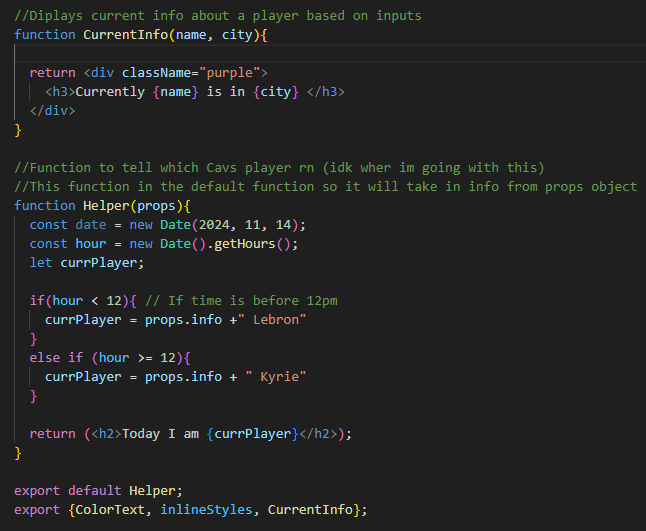 //Diplays current info about a player based on inputs
function CurrentInfo(name, city){
return <div className="purple">
<h3>Currently {name} is in {city} </h3>
</div>
}
//Function to tell which Cavs player rn (idk wher im going with this)
//This function in the default function so it will take in info from props object
function Helper(props){
const date = new Date(2024, 11, 14);
const hour = new Date().getHours();
let currPlayer;
if(hour < 12){ // If time is before 12pm
currPlayer = props.info +" Lebron"
}
else if (hour >= 12){
currPlayer = props.info + " Kyrie"
}
return (<h2>Today I am {currPlayer}</h2>);
}
export default Helper;
export {ColorText, inlineStyles, CurrentInfo};